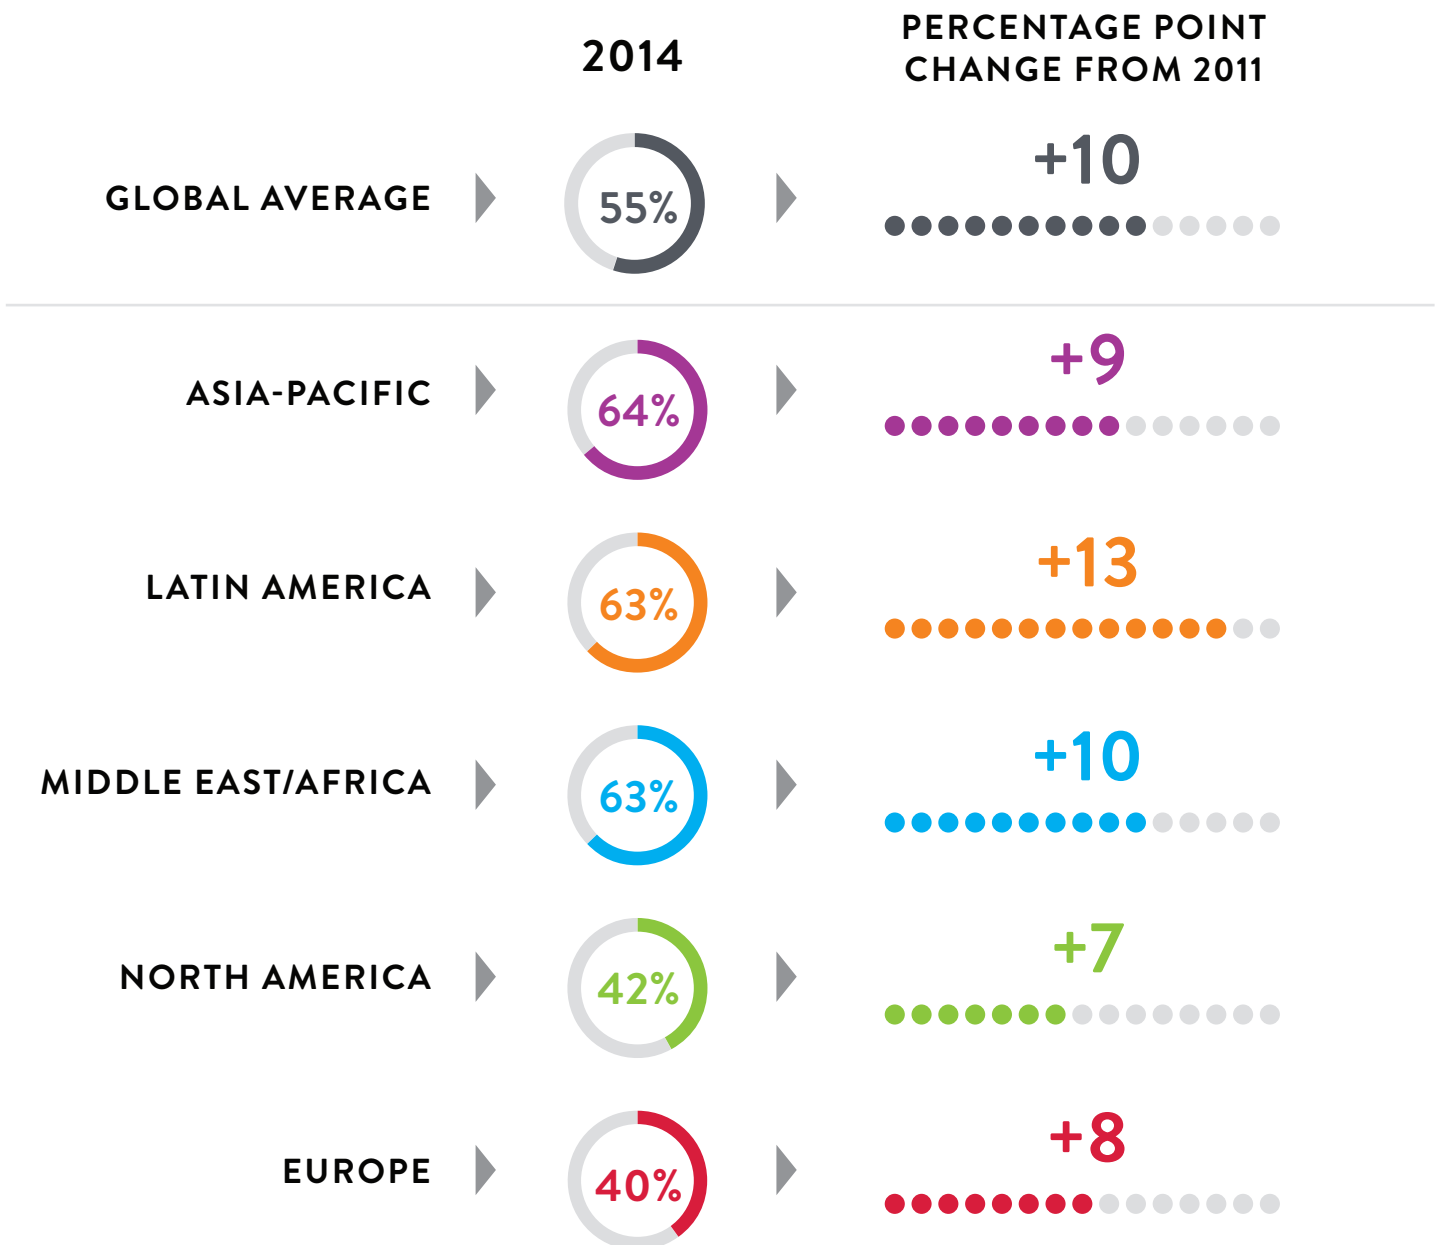 2014
PERCENTAGE POINT
CHANGE FROM 2011
GLOBAL AVERAGE
55%
+10
ASIA-PACIFIC
64%
+9
LATIN AMERICA
63%
+13
MIDDLE EAST/AFRICA
63%
+10
NORTH AMERICA
42%
+7
EUROPE
40%
+8